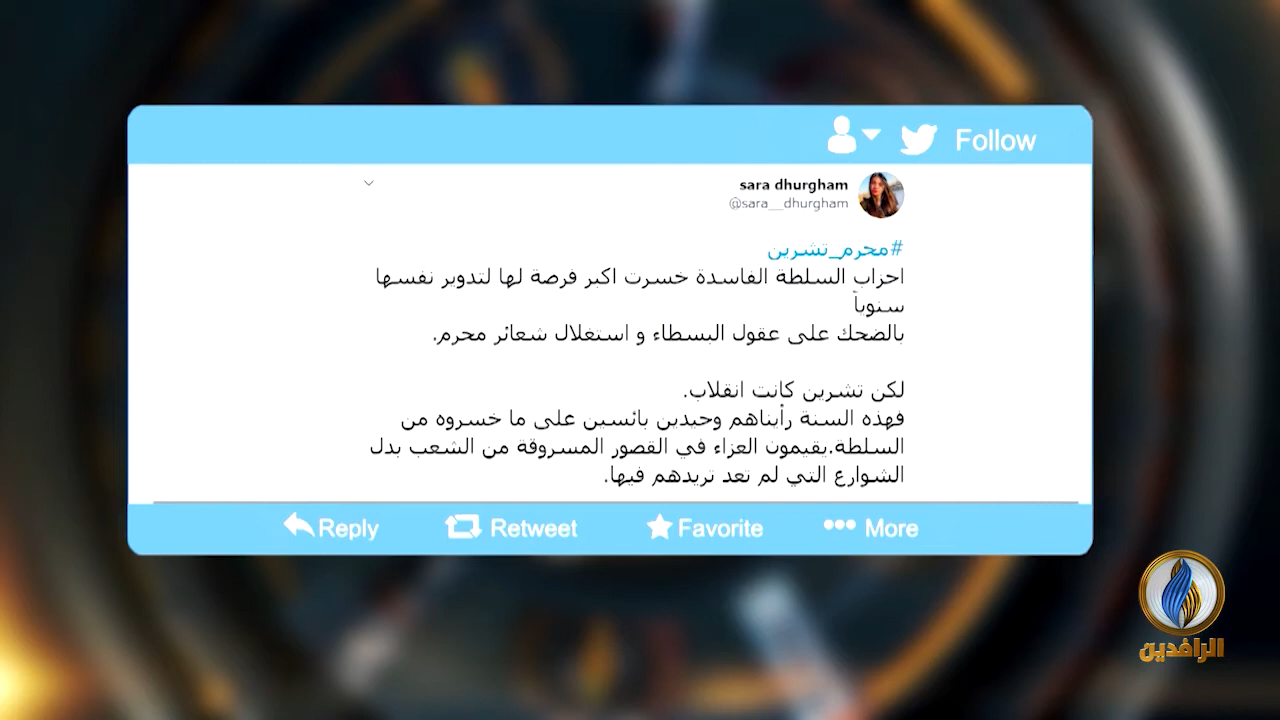 Follow
sara dhurgham
@sara__dhurgham
#محرم_تشرين
احزاب السلطة الفاسدة خسرت اكبر فرصة لها لتدوير نفسها
سنوياً
بالضحك على عقول البسطاء و استغلال شعائر محرم.
لكن تشرين كانت انقلاب.
فهذه السنة رأيناهم وحيدين بائسين على ما خسروه من
السلطة.يقيمون العزاء في القصور المسروقة من الشعب بدل
الشوارع التي لم تعد تريدهم فيها.
Reply Retweet Favorite More
الرافدين